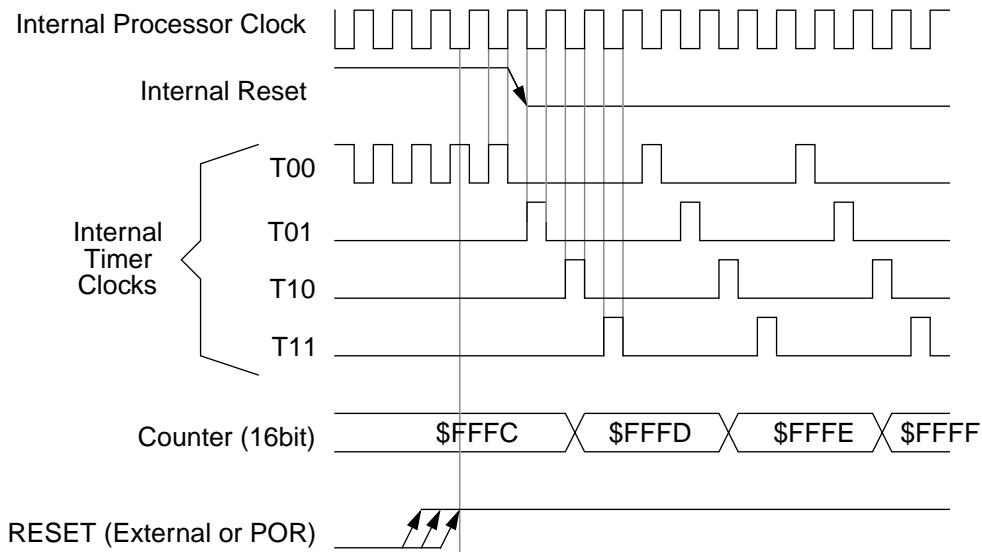 Internal Processor Clock
Internal Reset
T00
T01
Internal
Timer
Clocks
T10
T11
Counter (16bit)
$FFFC
$FFFD
$FFFE
$FFFF
RESET (External or POR)